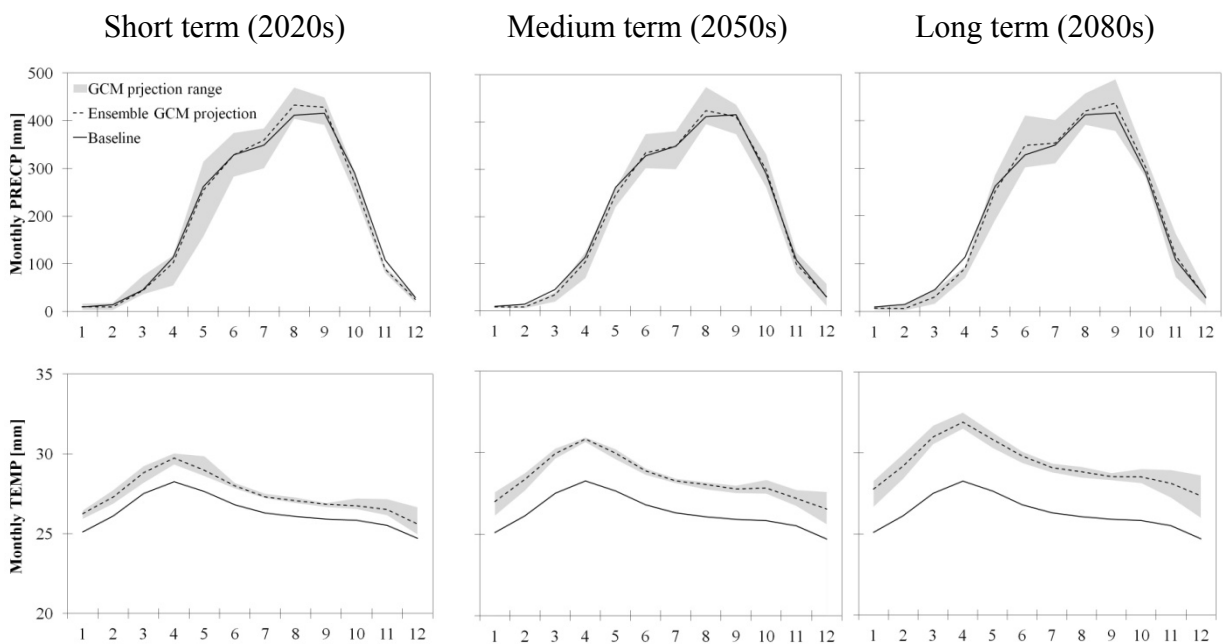 Short term (2020s)
Medium term (2050s)
Long term (2080s)
Monthly PRECP [mm]
500
400
300
200
100
0
GCM projection range
Ensemble GCM projection
Baseline
1 2 3 4 5 6 7 8 9 10 11 12
1 2 3 4 5 6 7 8 9 10 11 12
1 2 3 4 5 6 7 8 9 10 11 12
Monthly TEMP [mm]
35
30
25
20
1 2 3 4 5 6 7 8 9 10 11 12
1 2 3 4 5 6 7 8 9 10 11 12
1 2 3 4 5 6 7 8 9 10 11 12